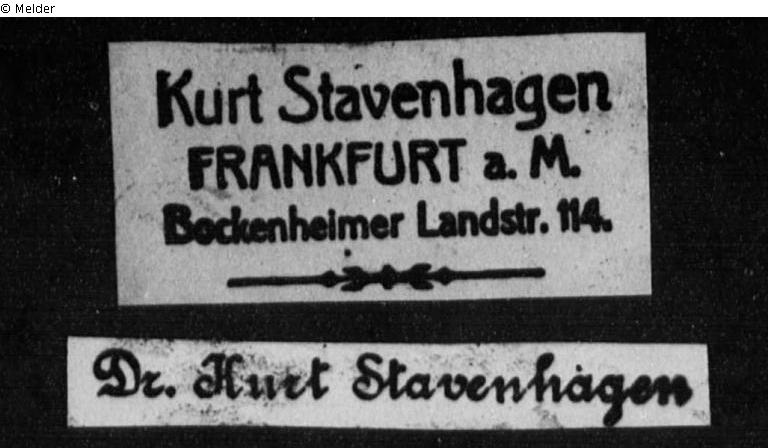 © Melder
Kurt Stavenhagen
FRANKFURT a. M.
Bockenheimer Landstr. 114.
Dr. Kurt Stavenhagen